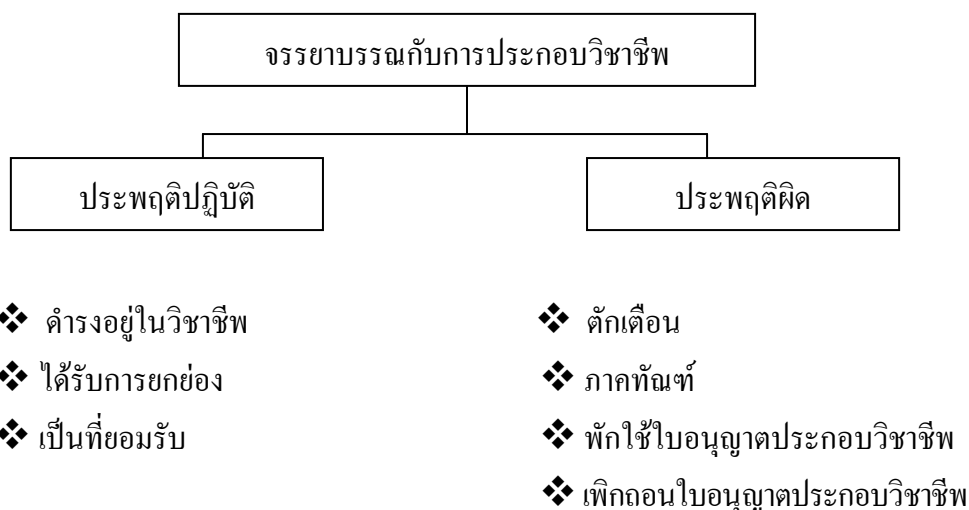 จรรยาบรรณกับการประกอบวิชาชีพ
ประพฤติปฏิบัติ
ประพฤติผิด
❖ ดำรงอยู่ในวิชาชีพ
❖ ได้รับการยกย่อง
❖ เป็นที่ยอมรับ
❖ ตักเตือน
❖ ภาคทัณฑ์
❖ พักใช้ใบอนุญาตประกอบวิชาชีพ
❖ เพิกถอนใบอนุญาตประกอบวิชาชีพ